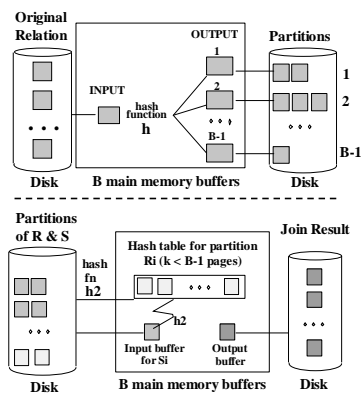 Original
Relation
OUTPUT
Partitions
1
INPUT
1
hash
function
h
2
2
B-1
B-1
Disk
B main memory buffers
Disk
Partitions
of R & S
Join Result
hash
fn
h2
Hash table for partition
Ri (k < B-1 pages)
h2
Input buffer
for Si
Output
buffer
Disk
B main memory buffers
Disk